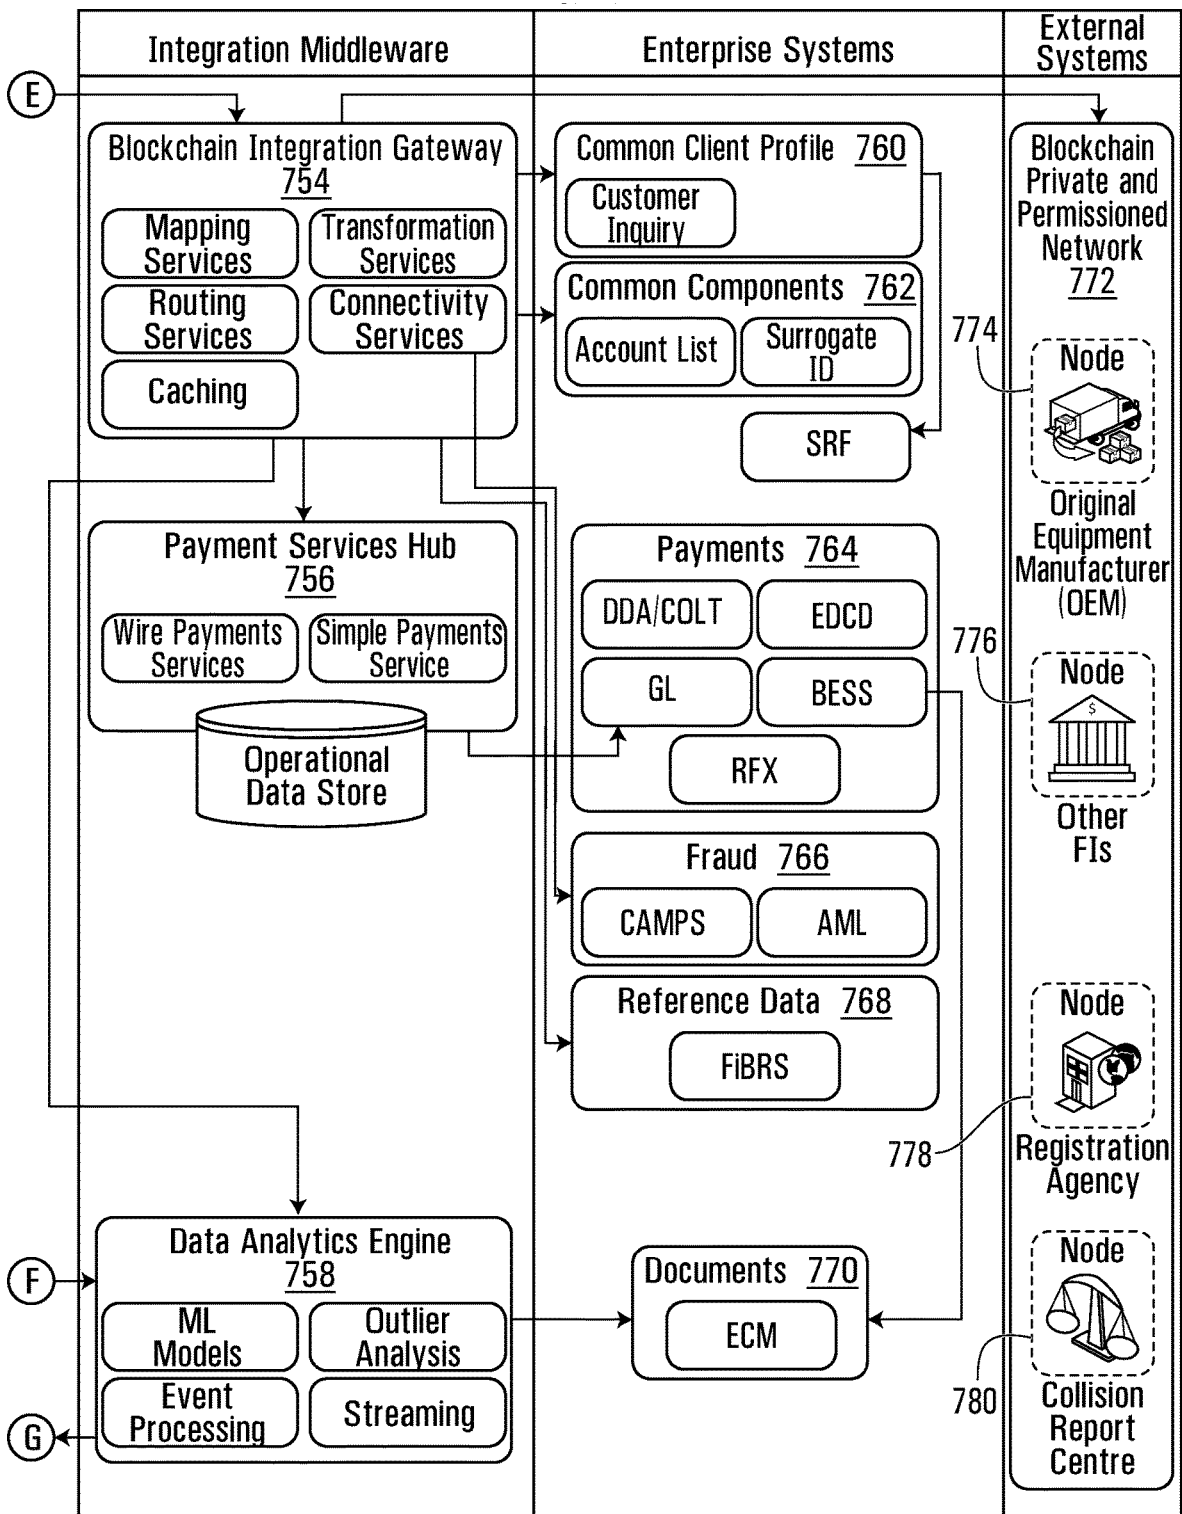 Integration Middleware
Enterprise Systems
External
Systems
E
Blockchain Integration Gateway
754
Mapping
Services
Transformation
Services
Routing
Services
Connectivity
Services
Caching
Payment Services Hub
756
Wire Payments
Services
Simple Payments
Service
Operational
Data Store
F
Data Analytics Engine
758
ML
Models
Outlier
Analysis
Event
Processing
Streaming
G
Common Client Profile 760
Customer
Inquiry
Common Components 762
Account List
Surrogate
ID
SRF
Payments 764
DDA/COLT
EDCD
GL
BESS
RFX
Fraud 766
CAMPS
AML
Reference Data 768
FiBRS
Documents 770
ECM
Blockchain
Private and
Permissioned
Network
772
774
Node
Original
Equipment
Manufacturer
(OEM)
776
Node
$
Other
FIs
Node
778
Registration
Agency
Node
780
Collision
Report
Centre